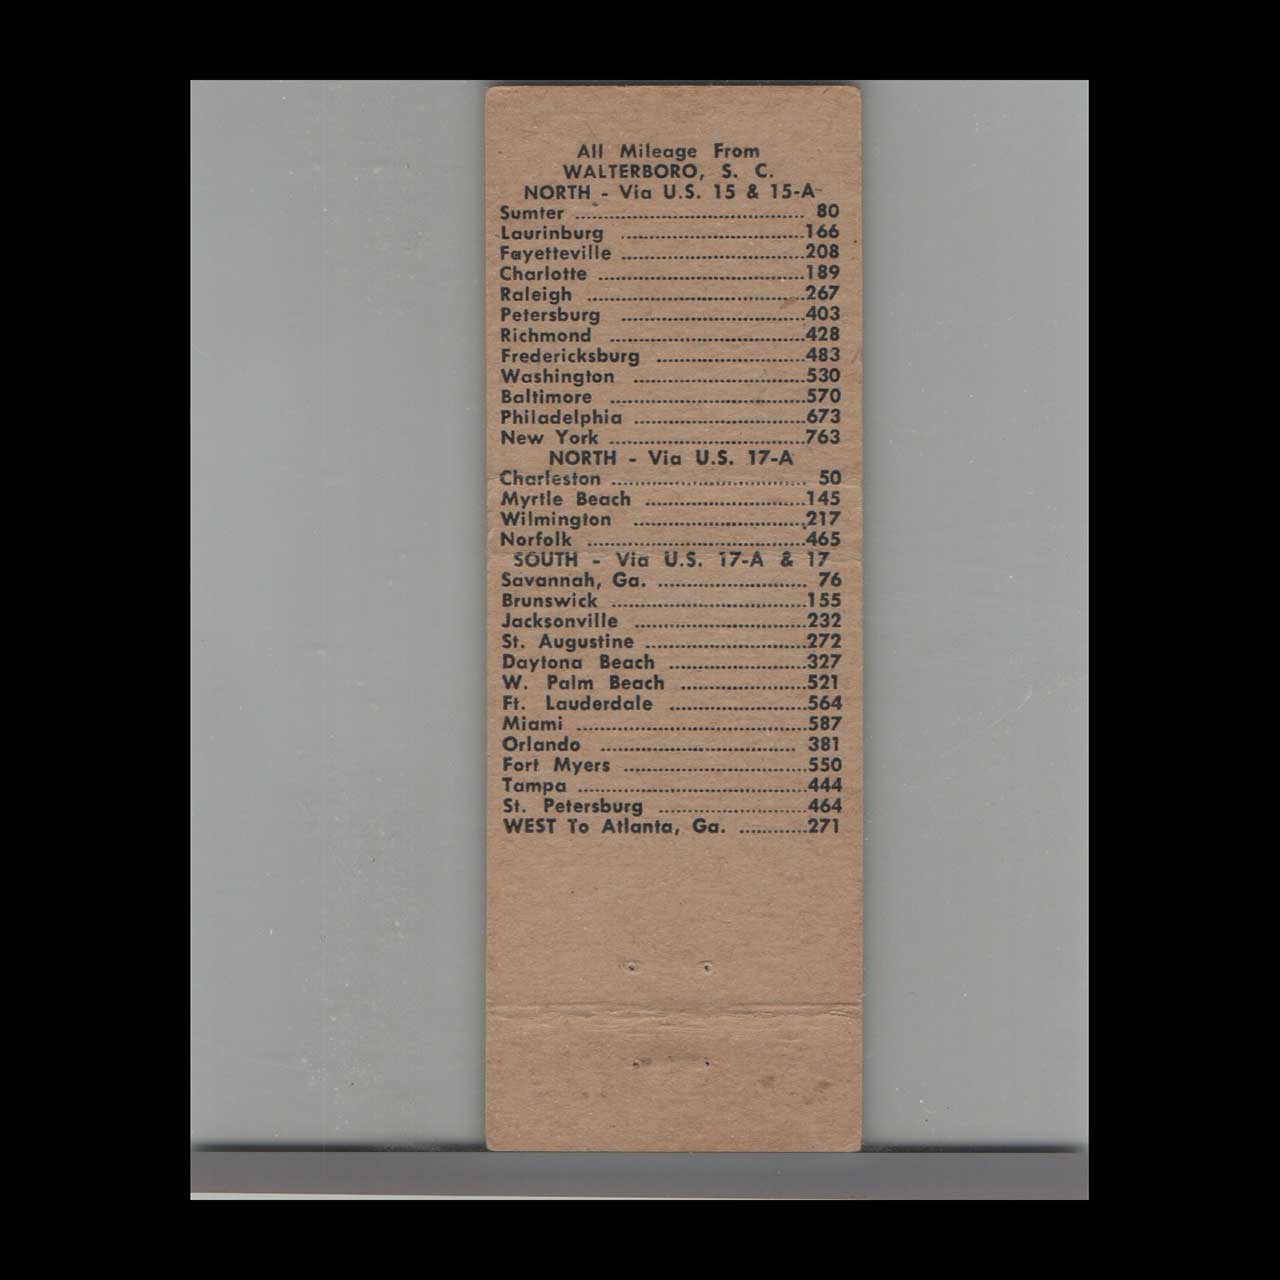 All Mileage From
WALTERBORO, S. C.
NORTH - Via U.S. 15 & 15-A
Sumter ........................................ 80
Laurinburg ................................166
Fayetteville ................................208
Charlotte ....................................189
Raleigh ......................................267
Petersburg ................................403
Richmond ..................................428
Fredericksburg ..........................483
Washington ..............................530
Baltimore ..................................570
Philadelphia ..............................673
New York ..................................763
NORTH - Via U.S. 17-A
Charleston .................................. 50
Myrtle Beach ............................145
Wilmington ..............................217
Norfolk ......................................465
SOUTH - Via U.S. 17-A & 17
Savannah, Ga. .......................... 76
Brunswick ..................................155
Jacksonville ..............................232
St. Augustine ............................272
Daytona Beach ........................327
W. Palm Beach ......................521
Ft. Lauderdale ........................564
Miami ........................................587
Orlando .................................. 381
Fort Myers ................................550
Tampa ........................................444
St. Petersburg ..........................464
WEST To Atlanta, Ga. ............271